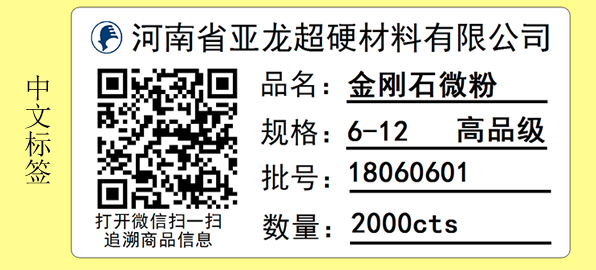 中文标签
河南省亚龙超硬材料有限公司
品名：金刚石微粉
规格：6-12 高品级
批号：18060601
数量：2000cts
打开微信扫一扫
追溯商品信息